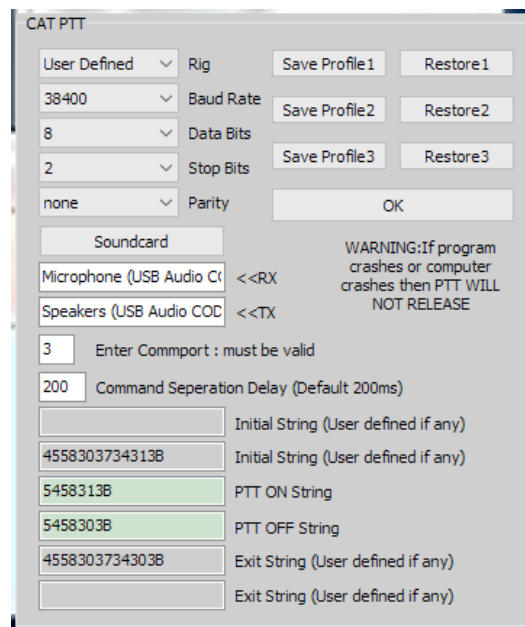 CAT PTT
User Defined Rig Save Profile1 Restore1
38400 Baud Rate
Save Profile2 Restore2
8 Data Bits
2 Stop Bits Save Profile3 Restore3
none Parity OK
Soundcard
WARNING:If program
crashes or computer
crashes then PTT WILL
NOT RELEASE
Microphone (USB Audio C( <<RX
Speakers (USB Audio COD <<TX
3 Enter Commport : must be valid
200 Command Seperation Delay (Default 200ms)
Initial String (User defined if any)
4558303734313B Initial String (User defined if any)
5458313B PTT ON String
5458303B PTT OFF String
4558303734303B Exit String (User defined if any)
Exit String (User defined if any)